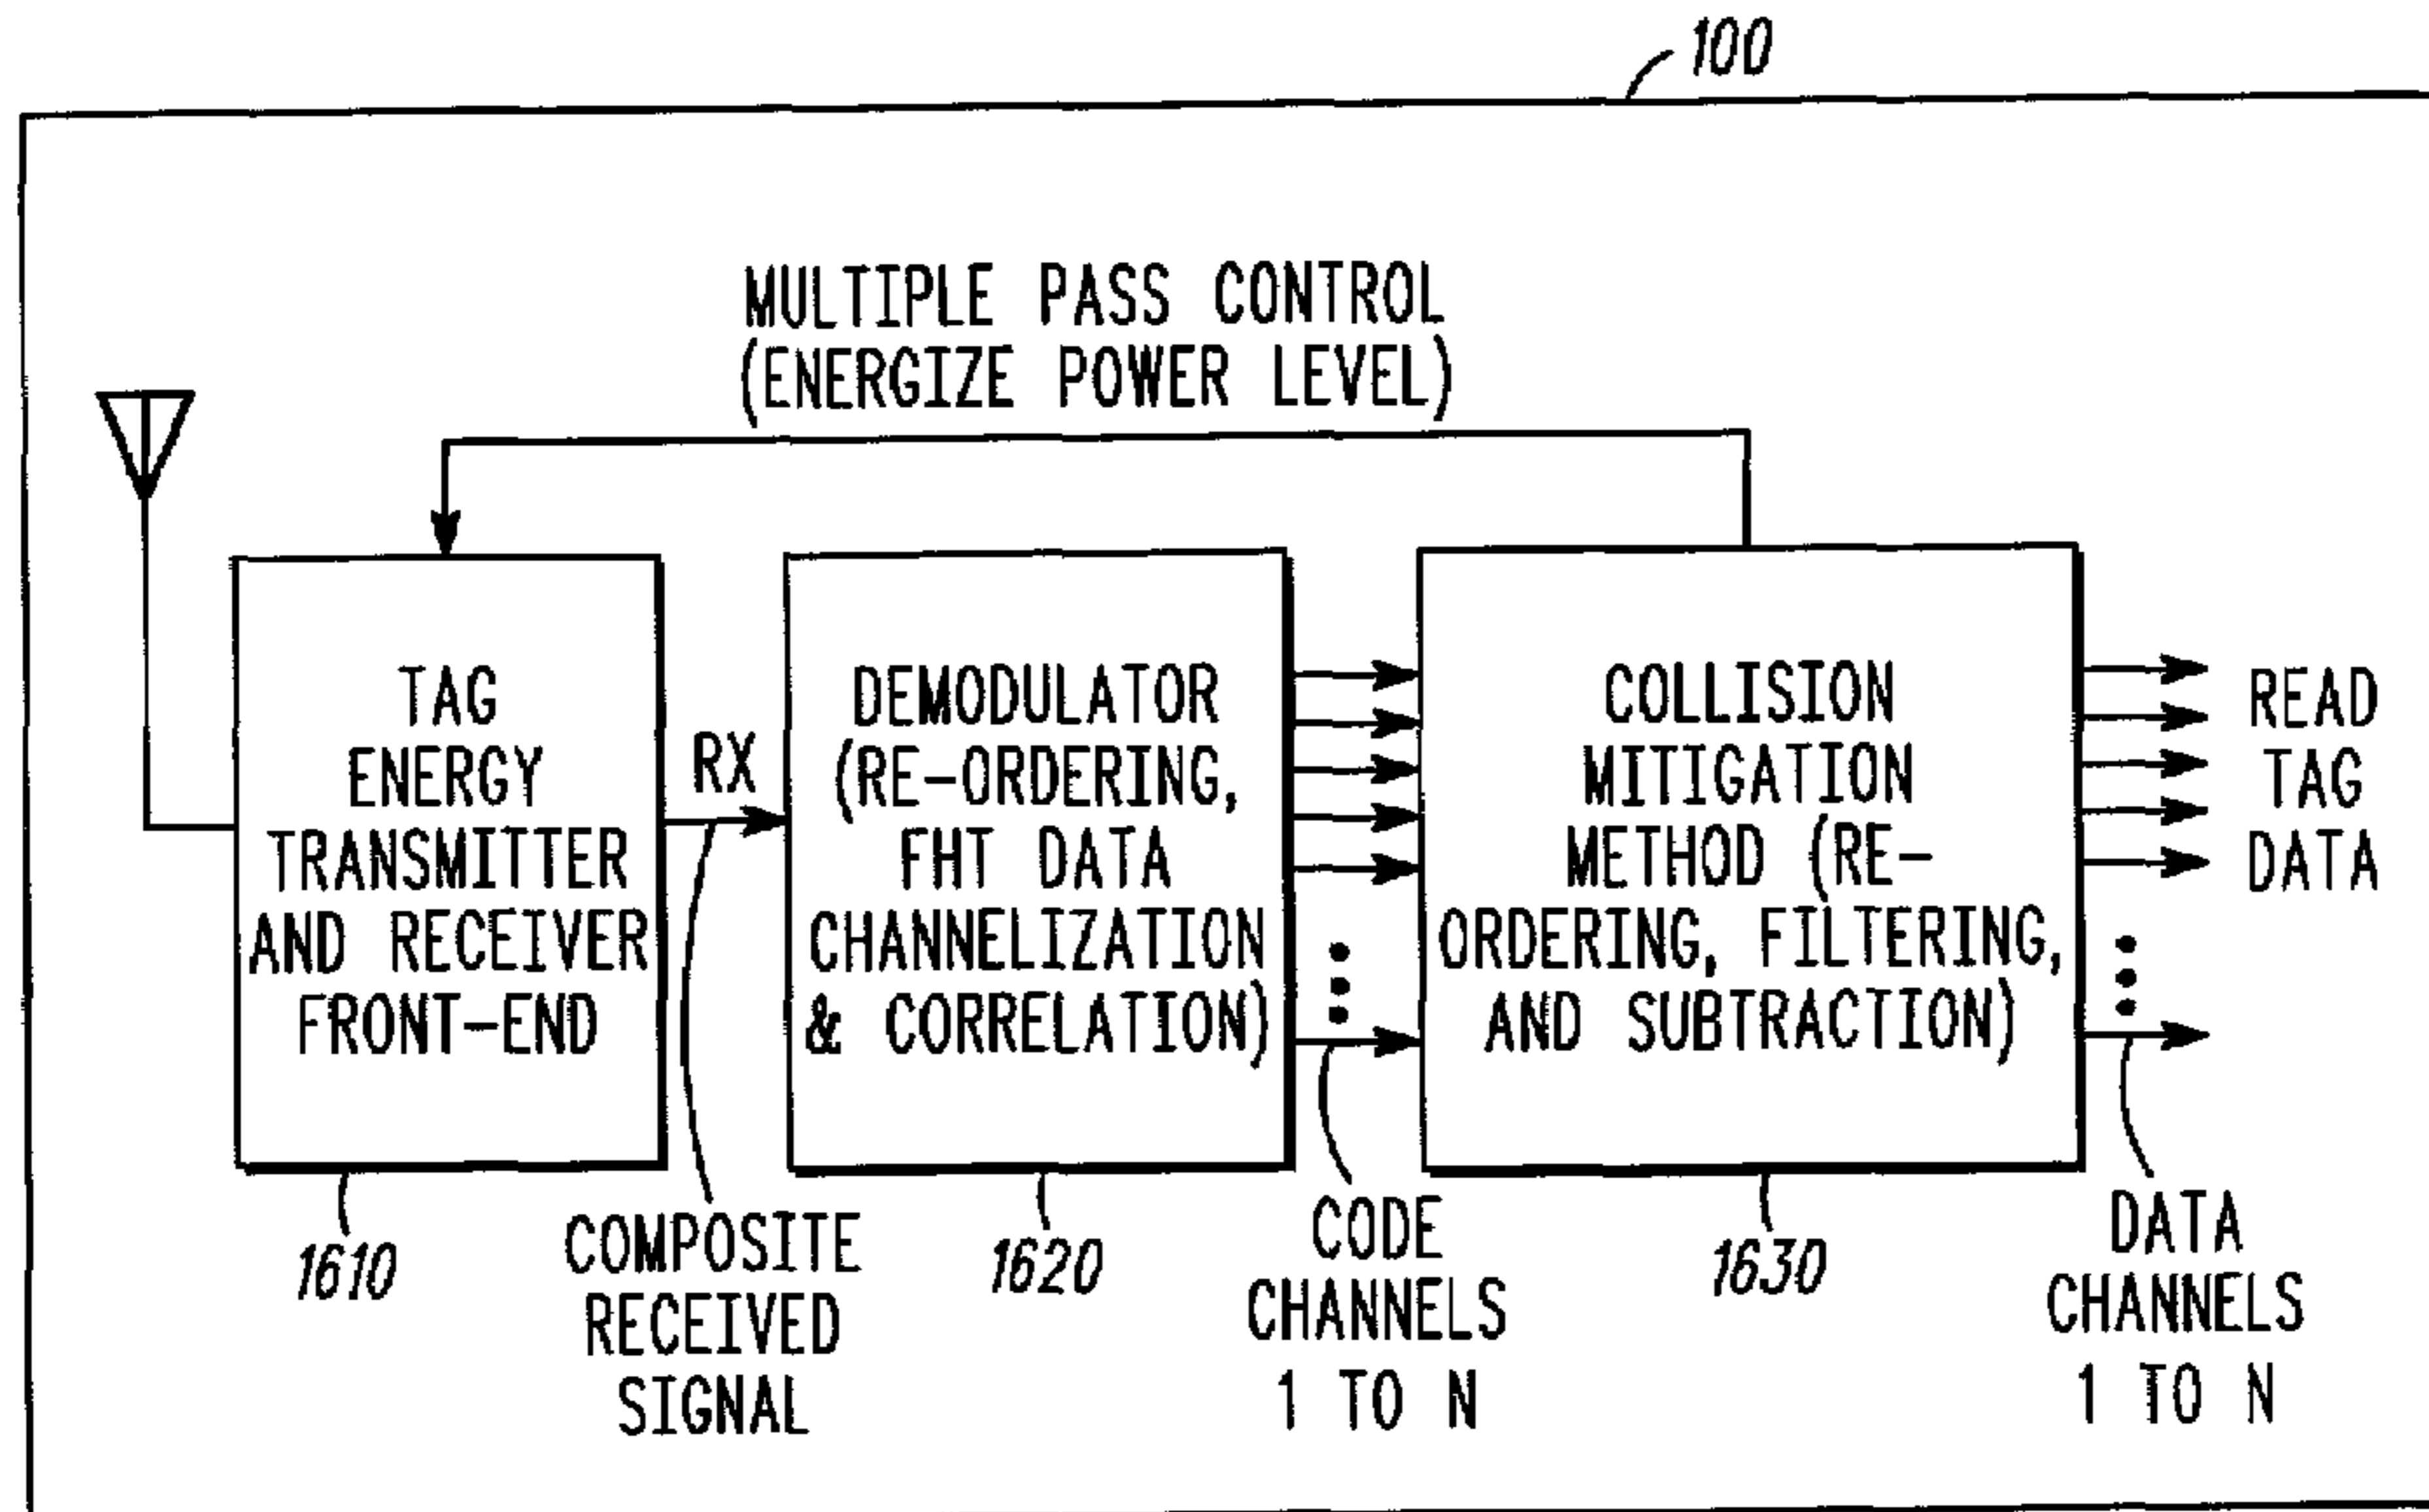 100
MULTIPLE PASS CONTROL
(ENERGIZE POWER LEVEL)
TAG
ENERGY
TRANSMITTER
AND RECEIVER
FRONT-END
RX
DEMODULATOR
(RE-ORDERING,
FHT DATA
CHANNELIZATION
& CORRELATION)
COLLISION
MITIGATION
METHOD (RE-
ORDERING, FILTERING,
AND SUBTRACTION)
READ
TAG
DATA
1610
COMPOSITE
RECEIVED
SIGNAL
1620
CODE
CHANNELS
1 TO N
1630
DATA
CHANNELS
1 TO N